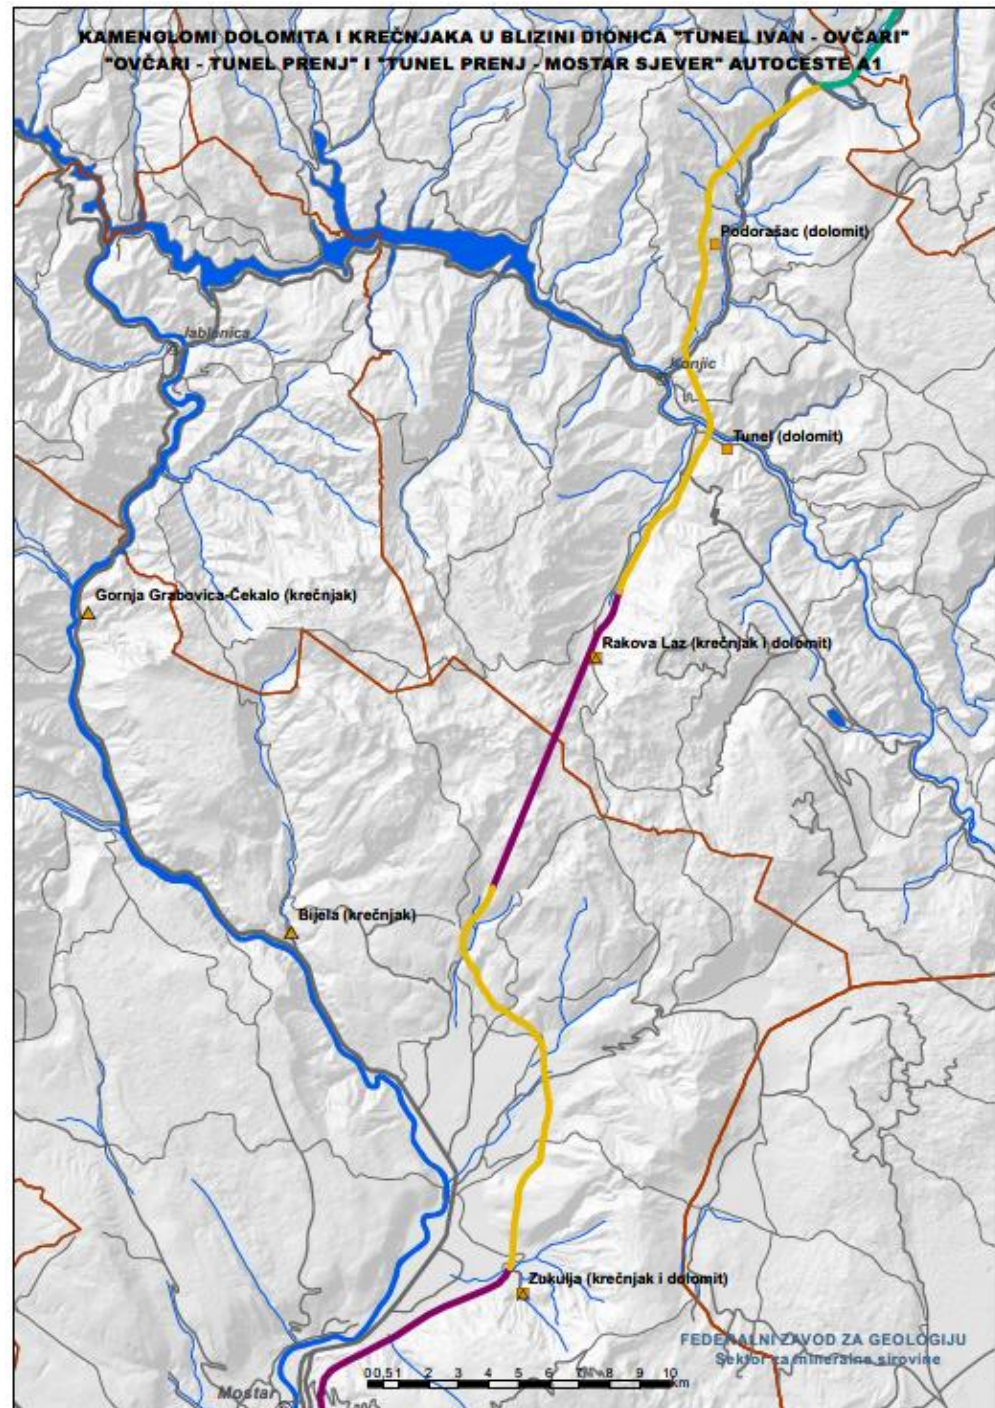 KAMENOLOMI DOLOMITA I KREČNJAKA U BLIZINI DIONICA "TUNEL IVAN - OVČARI"
"OVČARI - TUNEL PRENJ" I "TUNEL PRENJ - MOSTAR SJEVER" AUTOCESTE A1
Podorašac (dolomit)
Jablanica
Konjic
Tunel (dolomit)
Gornja Grabovica-Čekalo (krečnjak)
Rakova Laz (krečnjak i dolomit)
Bijela (krečnjak)
Zukulja (krečnjak i dolomit)
FEDERALNI ZAVOD ZA GEOLOGIJU
Sektor za mineralne sirovine
Mostar
0 0,5 1 2 3 4 5 6 7 8 9 10
km